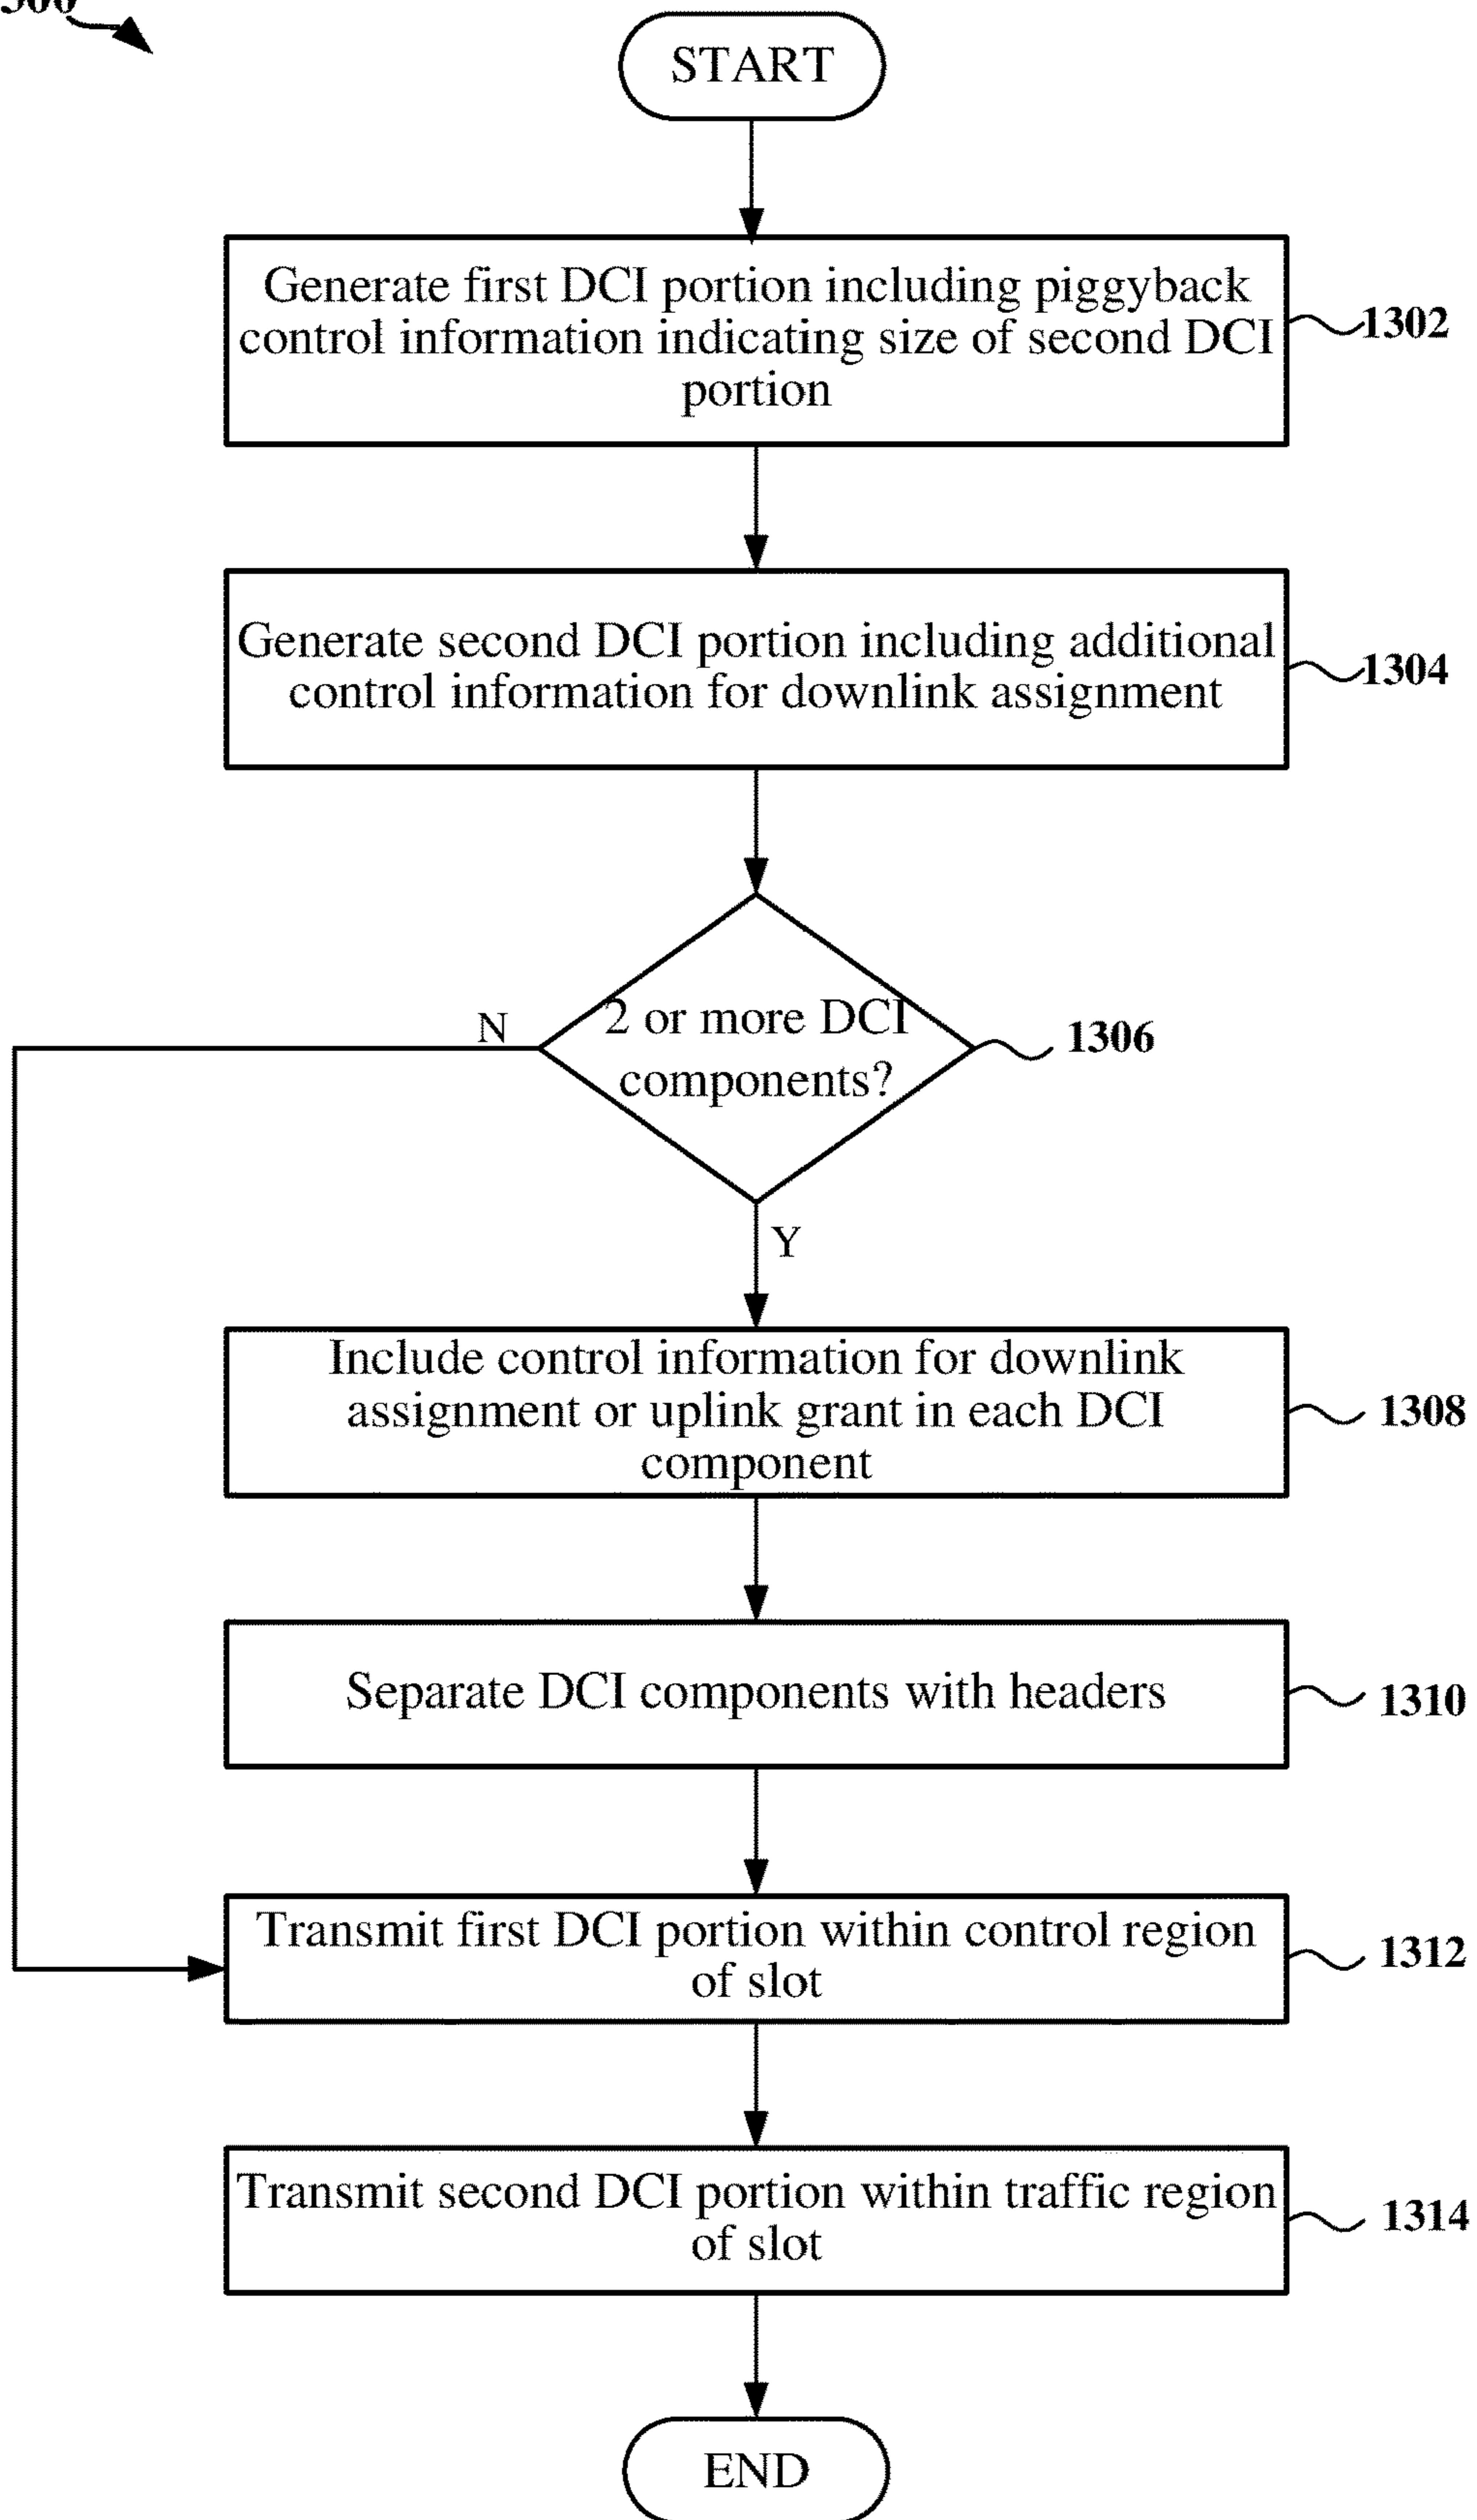 START
Generate first DCI portion including piggyback
control information indicating size of second DCI
portion
1302
Generate second DCI portion including additional
control information for downlink assignment
1304
N
2 or more DCI
components?
1306
Y
Include control information for downlink
assignment or uplink grant in each DCI
component
1308
Separate DCI components with headers
1310
Transmit first DCI portion within control region
of slot
1312
Transmit second DCI portion within traffic region
of slot
1314
END